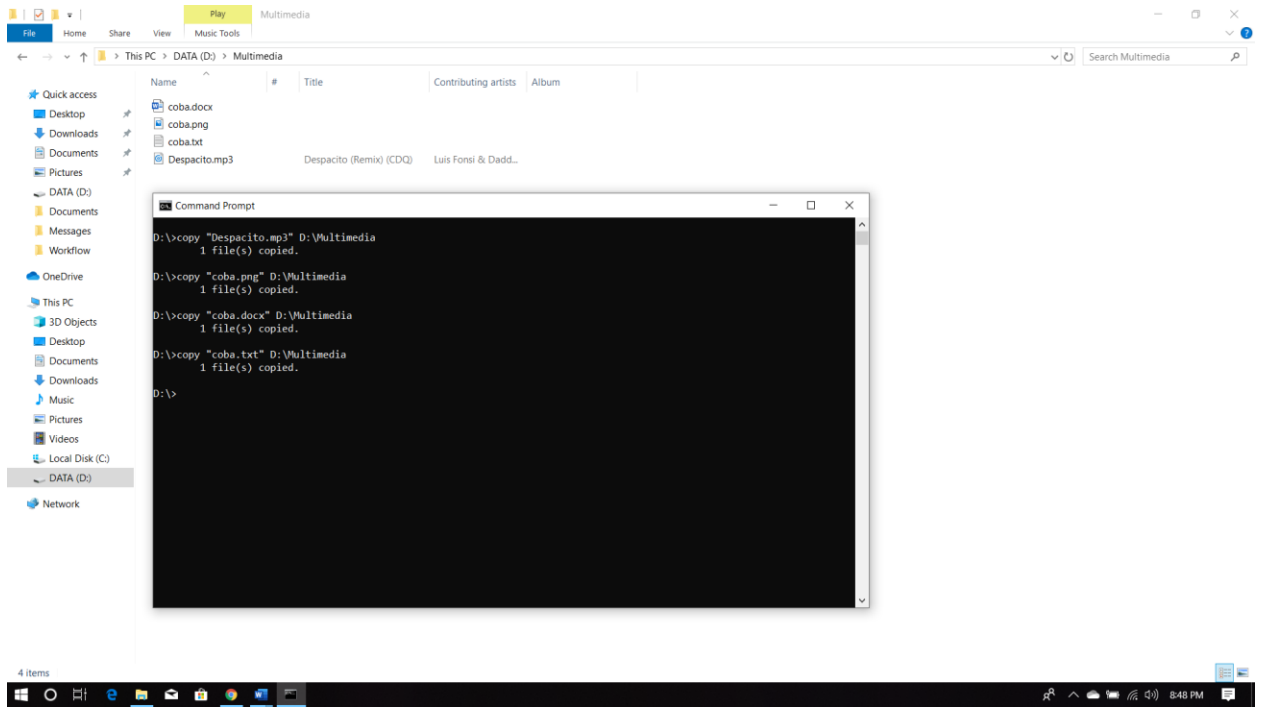 Play
Multimedia
File
Home
Share
View
Music Tools
This PC > DATA (D:) > Multimedia
Search Multimedia
Name
#
Title
Contributing artists
Album
Quick access
Desktop
Downloads
Documents
Pictures
DATA (D:)
Documents
Messages
Workflow
OneDrive
This PC
3D Objects
Desktop
Documents
Downloads
Music
Pictures
Videos
Local Disk (C:)
DATA (D:)
Network
coba.docx
coba.png
coba.txt
Despacito.mp3 Despacito (Remix) (CDQ) Luis Fonsi & Dadd...
Command Prompt
D:\>copy "Despacito.mp3" D:\Multimedia
1 file(s) copied.
D:\>copy "coba.png" D:\Multimedia
1 file(s) copied.
D:\>copy "coba.docx" D:\Multimedia
1 file(s) copied.
D:\>copy "coba.txt" D:\Multimedia
1 file(s) copied.
D:\>
4 items
8:48 PM